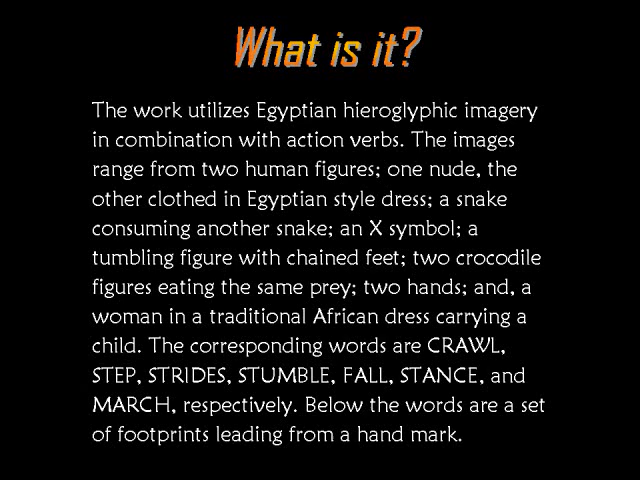 What is it?
The work utilizes Egyptian hieroglyphic imagery
in combination with action verbs. The images
range from two human figures; one nude, the
other clothed in Egyptian style dress; a snake
consuming another snake; an X symbol; a
tumbling figure with chained feet; two crocodile
figures eating the same prey; two hands; and, a
woman in a traditional African dress carrying a
child. The corresponding words are CRAWL,
STEP, STRIDES, STUMBLE, FALL, STANCE, and
MARCH, respectively. Below the words are a set
of footprints leading from a hand mark.